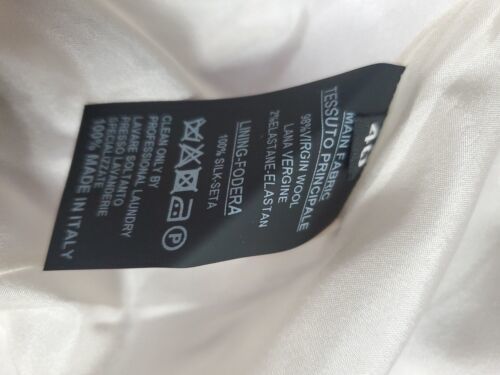 MAIN FABRIC
TESSUTO PRINCIPALE
98%VIRGIN WOOL
LANA VERGINE
2%ELASTANE-ELASTAN
LINING-FODERA
100% SILK-SETA
P
CLEAN ONLY BY
PROFESSIONAL LAUNDRY
LAVARE SOLTANTO
PRESSO LAVANDERIE
SPECIALIZZATE
100% MADE IN ITALY